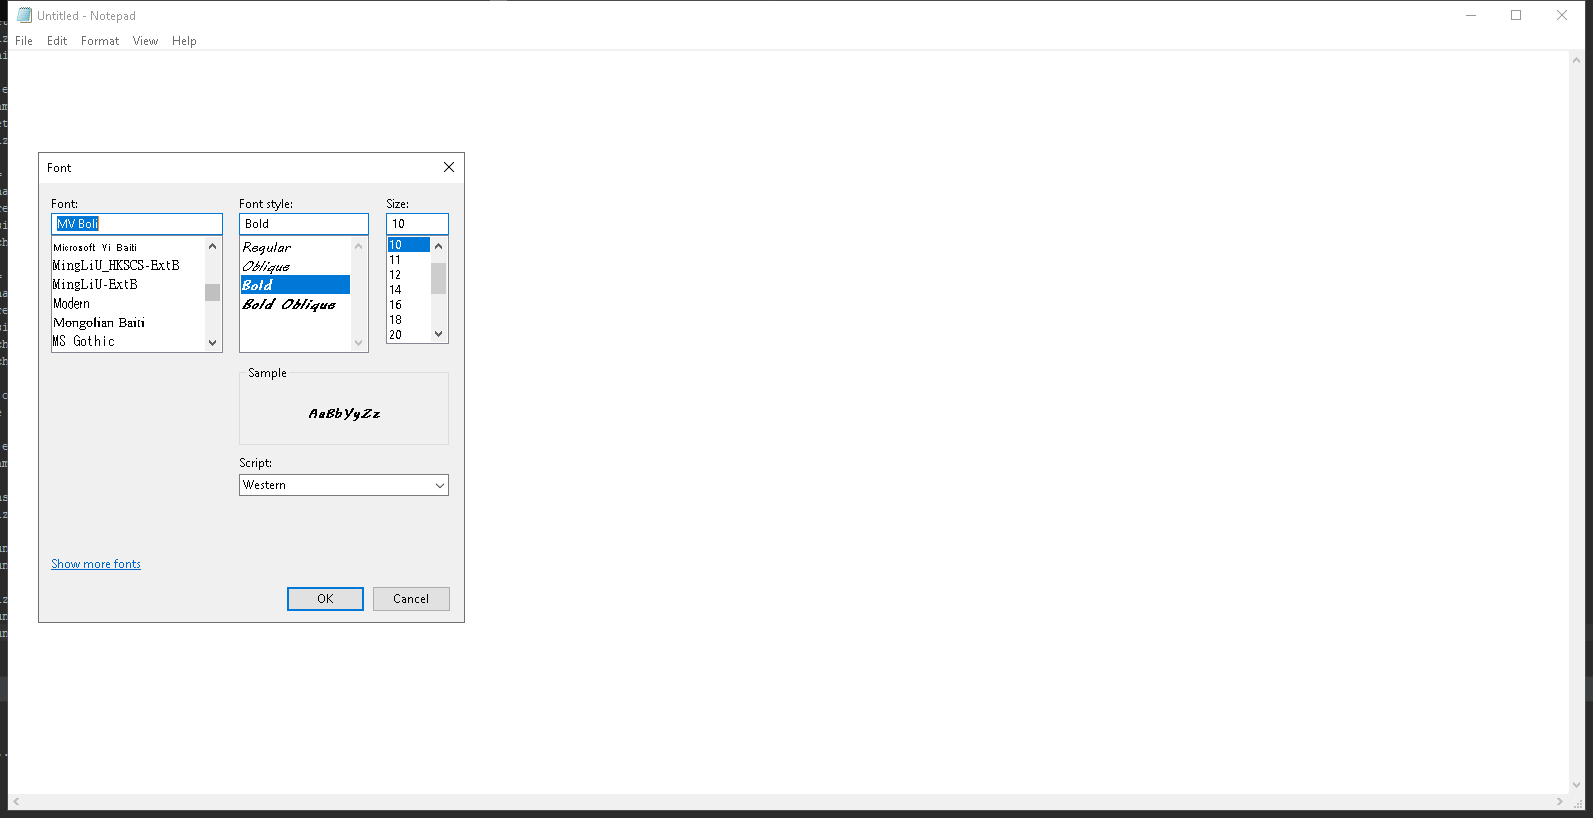 Untitled - Notepad
File Edit Format View Help
Font
Font: Font style: Size:
MV Boli Bold 10
Microsoft Yi Baiti
MingLiU_HKSCS-ExtB
MingLiU-ExtB
Modern
Mongolian Baiti
MS Gothic
Regular
Oblique
Bold
Bold Oblique
10
11
12
14
16
18
20
Sample
AaBbYyZz
Script:
Western
Show more fonts
OK Cancel